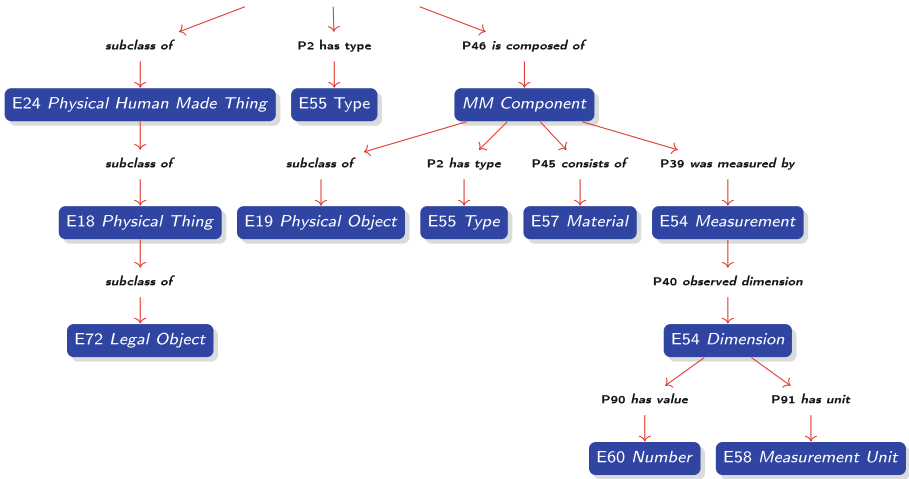 subclass of
P2 has type
P46 is composed of
E24 Physical Human Made Thing
E55 Type
MM Component
subclass of
subclass of
P2 has type
P45 consists of
P39 was measured by
E18 Physical Thing
E19 Physical Object
E55 Type
E57 Material
E54 Measurement
subclass of
P40 observed dimension
E72 Legal Object
E54 Dimension
P90 has value
P91 has unit
E60 Number
E58 Measurement Unit